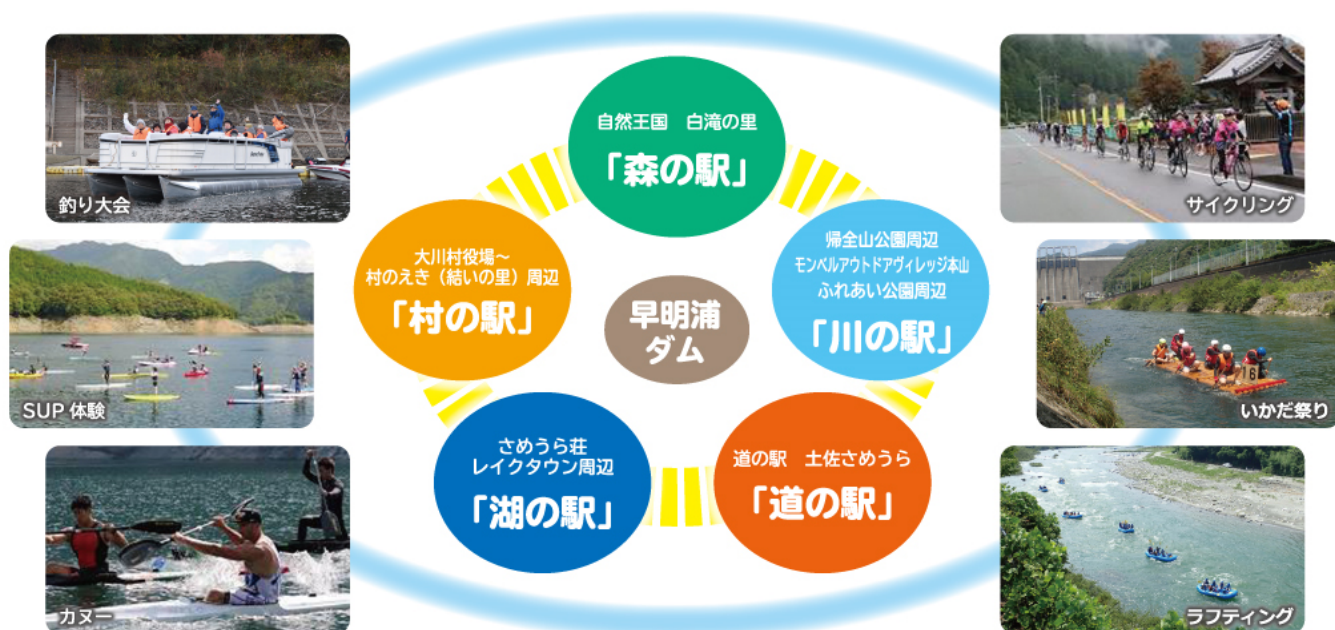 釣り大会
SUP 体験
カヌー
自然王国　白滝の里
「森の駅」
大川村役場～
村のえき（結いの里）周辺
「村の駅」
早明浦
ダム
帰全山公園周辺
モンベルアウトドアヴィレッジ本山
ふれあい公園周辺
「川の駅」
さめうら荘
レイクタウン周辺
「湖の駅」
道の駅　土佐さめうら
「道の駅」
サイクリング
いかだ祭り
16
ラフティング